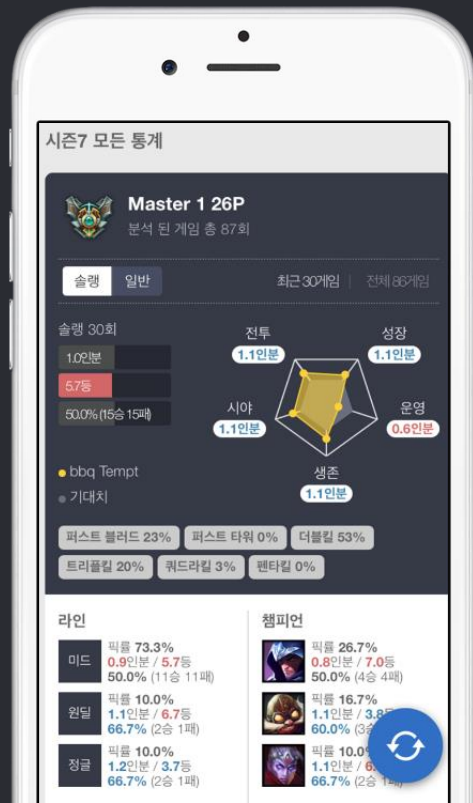 시즌7 모든 통계
Master 1 26P
분석 된 게임 총 87회
솔랭 일반 최근 30게임 | 전체 86게임
솔랭 30회
1.0인분
5.7등
50.0% (15승 15패)
전투
1.1인분
성장
1.1인분
시야
1.1인분
운영
0.6인분
생존
1.1인분
bbq Tempt
기대치
퍼스트 블러드 23% 퍼스트 타워 0% 더블킬 53%
트리플킬 20% 쿼드라킬 3% 펜타킬 0%
라인
미드
픽률 73.3%
0.9인분 / 5.7등
50.0% (11승 11패)
원딜
픽률 10.0%
1.1인분 / 6.7등
66.7% (2승 1패)
정글
픽률 10.0%
1.2인분 / 3.7등
66.7% (2승 1패)
챔피언
픽률 26.7%
0.8인분 / 7.0등
50.0% (4승 4패)
픽률 16.7%
1.1인분 /
60.0%
픽률
1.1인분 /
66.7% (2승